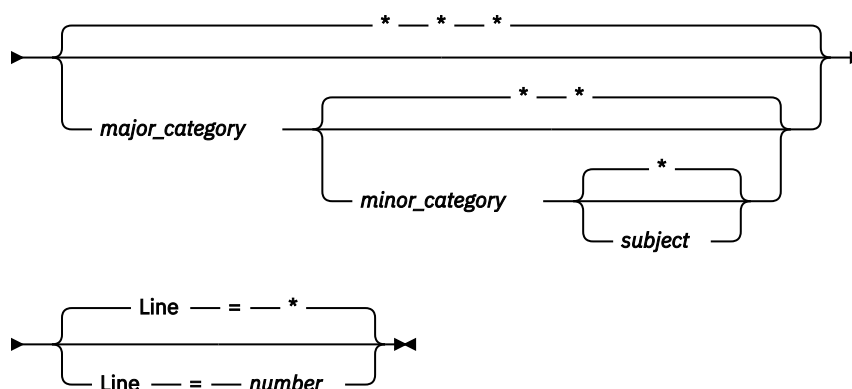 * * *
* *
major_category
*
minor_category
subject
Line = *
Line = number